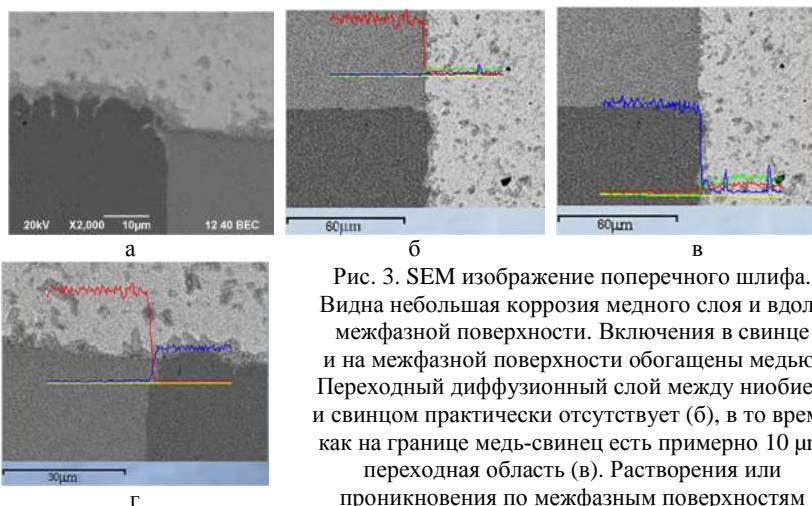 20kV X2,000 10μm 12 40 BEC
60μm
60μm
а
б
в
30μm
г
Рис. 3. SEM изображение поперечного шлифа.
Видна небольшая коррозия медного слоя и вдол
межфазной поверхности. Включения в свинце
и на межфазной поверхности обогащены медью
Переходный диффузионный слой между ниобие
и свинцом практически отсутствует (б), в то врем
как на границе медь-свинец есть примерно 10 μm
переходная область (в). Растворения или
проникновения по межфазным поверхностям